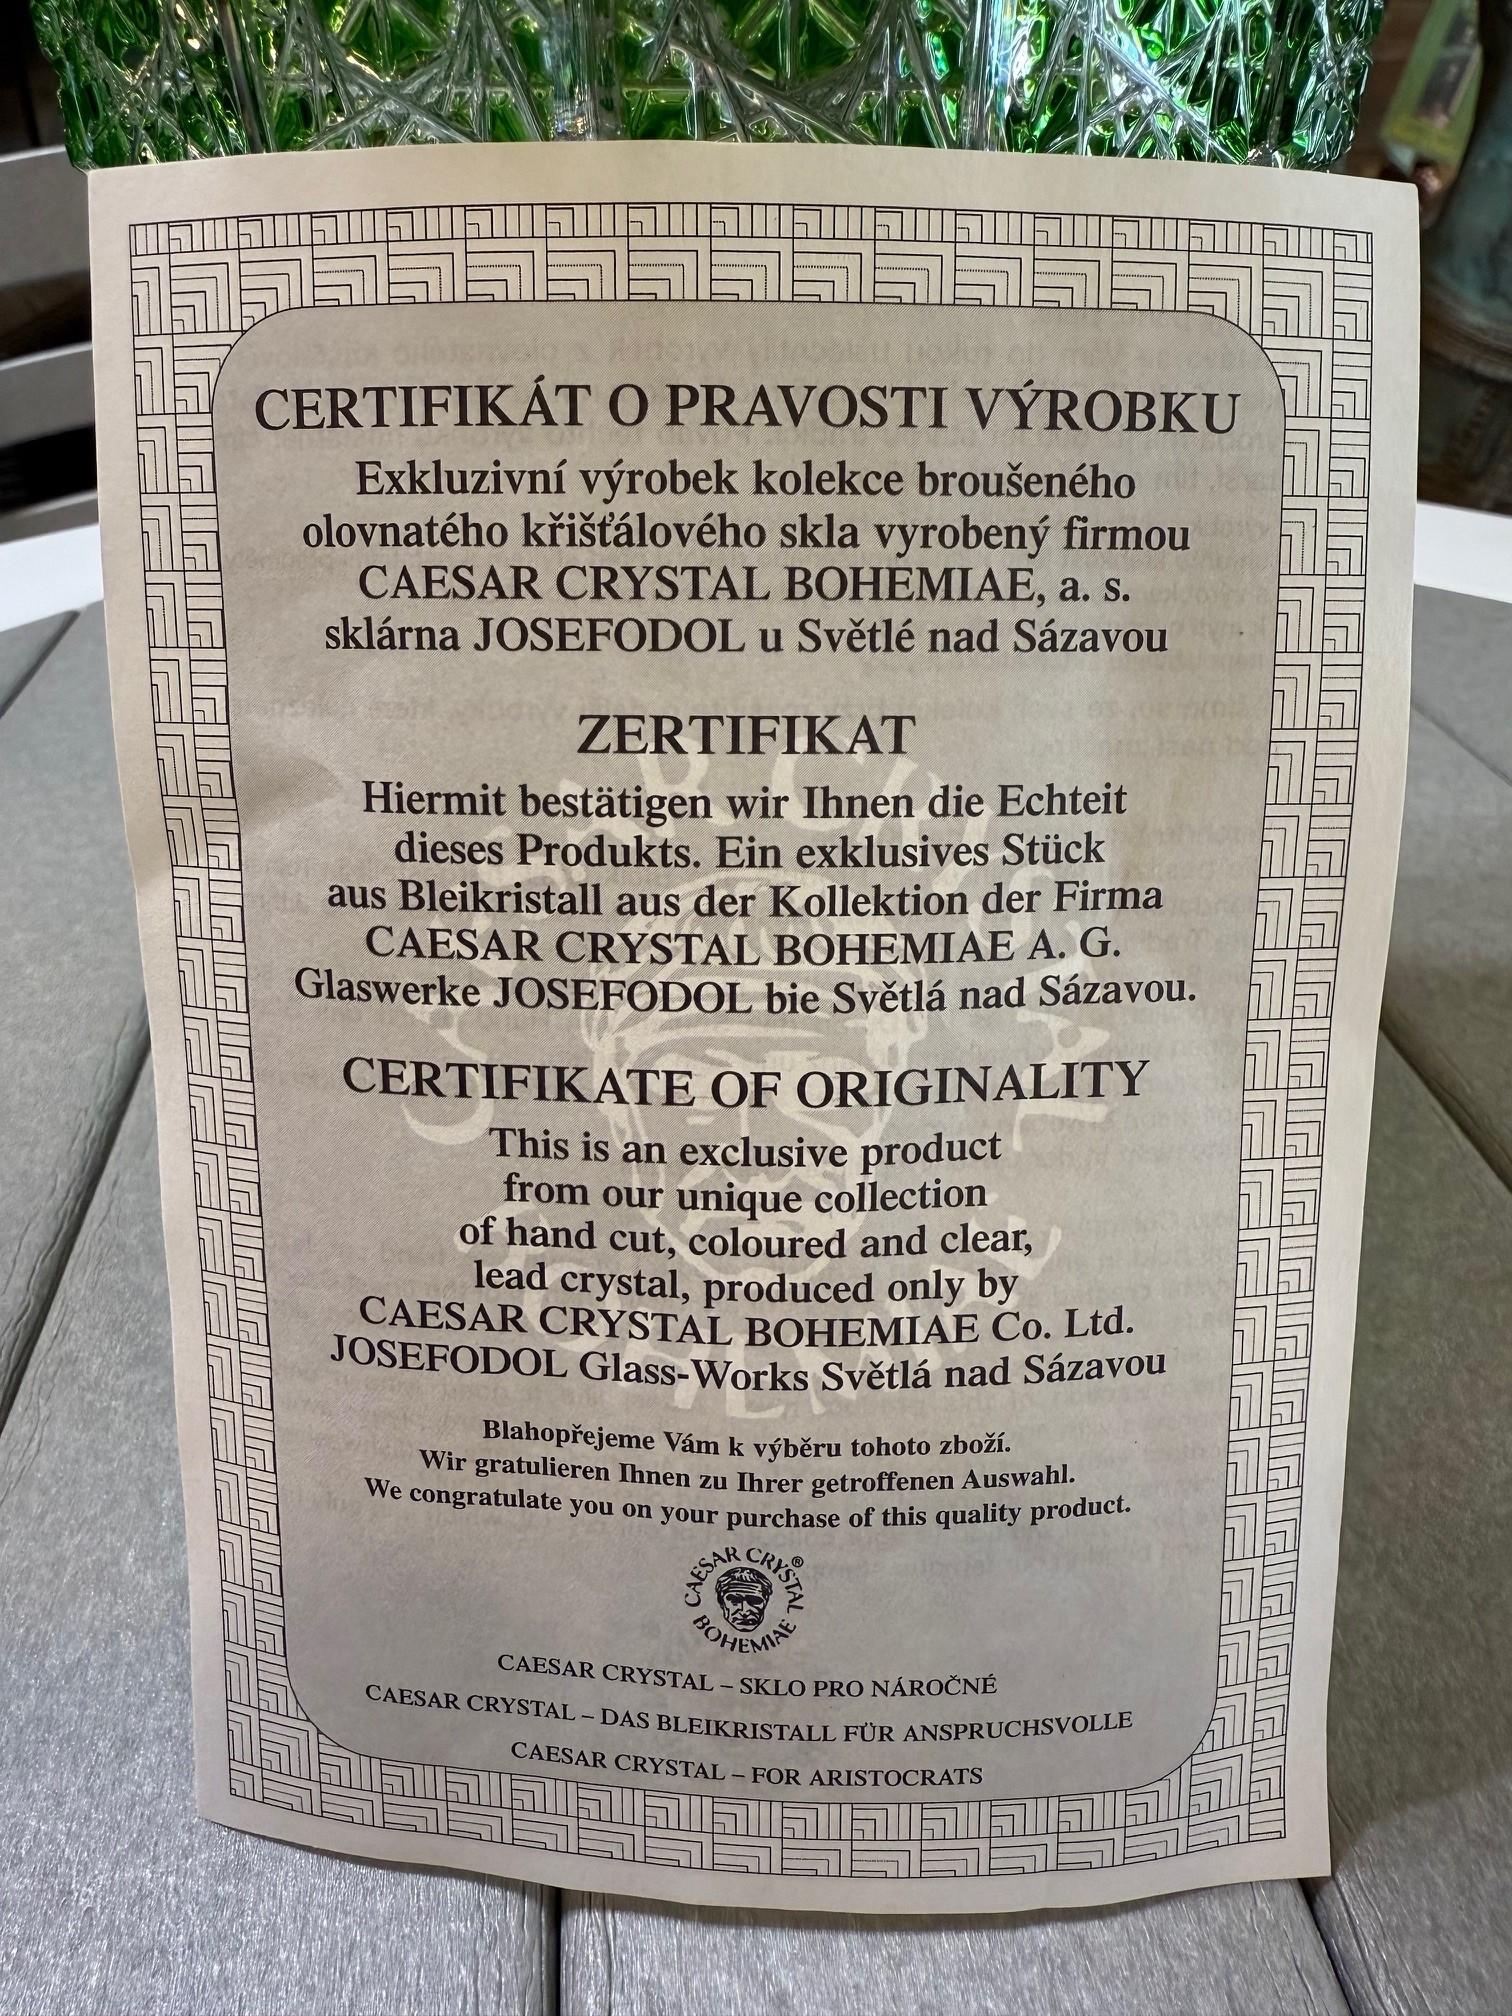 CERTIFIKÁT O PRAVOSTI VÝROBKU
Exkluzivní výrobek kolekce broušeného
olovnatého křišťálového skla vyrobený firmou
CAESAR CRYSTAL BOHEMIAE, a. s.
sklárna JOSEFODOL u Světlé nad Sázavou
ZERTIFIKAT
Hiermit bestätigen wir Ihnen die Echteit
dieses Produkts. Ein exklusives Stück
aus Bleikristall aus der Kollektion der Firma
CAESAR CRYSTAL BOHEMIAE A. G.
Glaswerke JOSEFODOL bie Světlá nad Sázavou.
CERTIFIKATE OF ORIGINALITY
This is an exclusive product
from our unique collection
of hand cut, coloured and clear,
lead crystal, produced only by
CAESAR CRYSTAL BOHEMIAE Co. Ltd.
JOSEFODOL Glass-Works Světlá nad Sázavou
Blahopřejeme Vám k výběru tohoto zboží.
Wir gratulieren Ihnen zu Ihrer getroffenen Auswahl.
We congratulate you on your purchase of this quality product.
CAESAR CRYSTAL ®
BOHEMIAE
CAESAR CRYSTAL – SKLO PRO NÁROČNÉ
CAESAR CRYSTAL – DAS BLEIKRISTALL FÜR ANSPRUCHSVOLLE
CAESAR CRYSTAL – FOR ARISTOCRATS